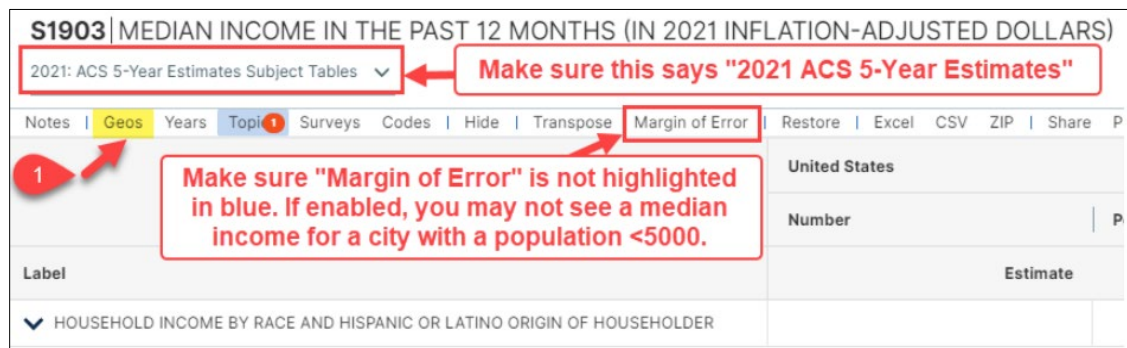 S1903|MEDIAN INCOME IN THE PAST 12 MONTHS (IN 2021 INFLATION-ADJUSTED DOLLARS)
2021: ACS 5-Year Estimates Subject Tables
Make sure this says "2021 ACS 5-Year Estimates"
Notes | Geos Years Topi 1 Surveys Codes | Hide | Transpose Margin of Error | Restore | Excel CSV ZIP | Share P
1
Make sure "Margin of Error" is not highlighted
in blue. If enabled, you may not see a median
income for a city with a population <5000.
United States
Number
Label
Estimate
HOUSEHOLD INCOME BY RACE AND HISPANIC OR LATINO ORIGIN OF HOUSEHOLDER